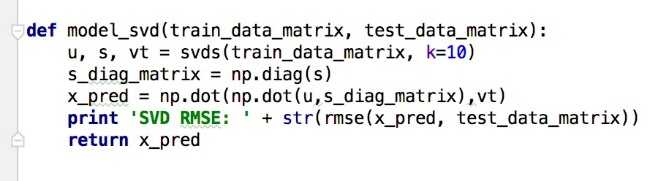 def model_svd(train_data_matrix, test_data_matrix):
    u, s, vt = svds(train_data_matrix, k=10)
    s_diag_matrix = np.diag(s)
    x_pred = np.dot(np.dot(u,s_diag_matrix),vt)
    print 'SVD RMSE: ' + str(rmse(x_pred, test_data_matrix))
    return x_pred